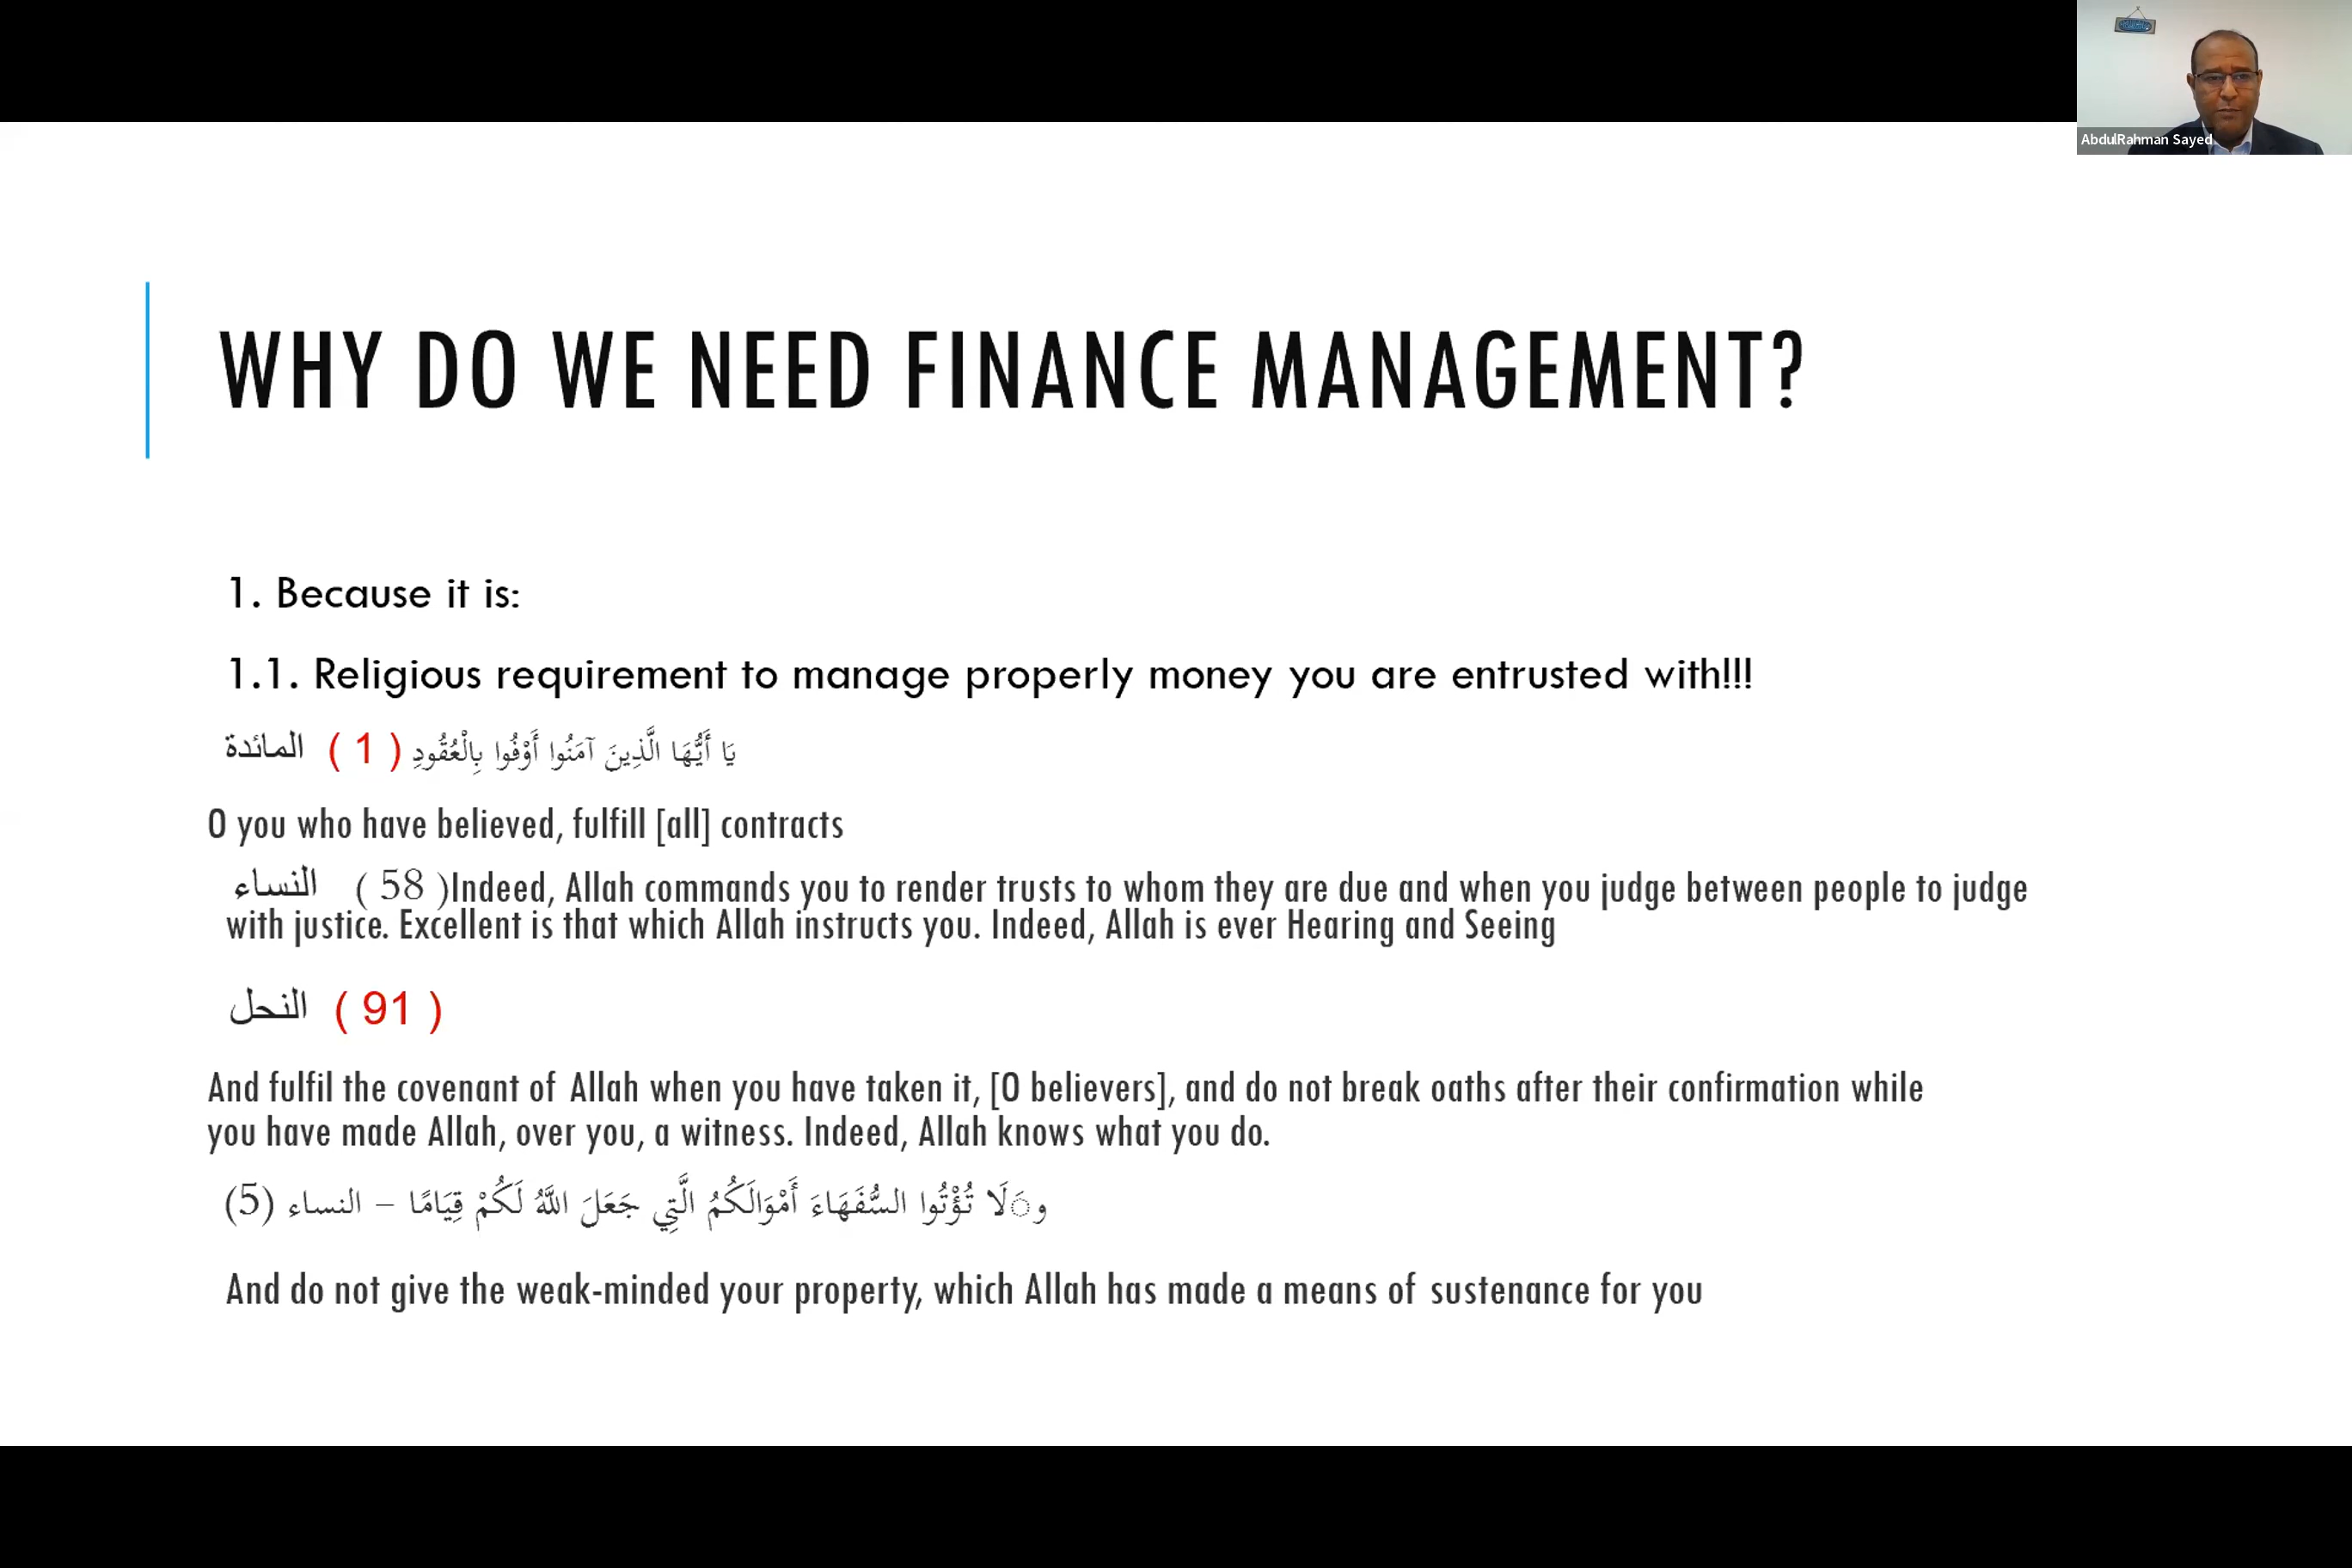 AbdulRahman Sayed
WHY DO WE NEED FINANCE MANAGEMENT?
1. Because it is:
1.1. Religious requirement to manage properly money you are entrusted with!!!
يَا أَيُّهَا الَّذِينَ آمَنُوا أَوْفُوا بِالْعُقُودِ ( 1 ) المائدة
O you who have believed, fulfill [all] contracts
النساء ( 58 )Indeed, Allah commands you to render trusts to whom they are due and when you judge between people to judge
with justice. Excellent is that which Allah instructs you. Indeed, Allah is ever Hearing and Seeing
النحل ( 91 )
And fulfil the covenant of Allah when you have taken it, [O believers], and do not break oaths after their confirmation while
you have made Allah, over you, a witness. Indeed, Allah knows what you do.
و َلَا تُؤْتُوا السُّفَهَاءَ أَمْوَالَكُمُ الَّتِي جَعَلَ اللَّهُ لَكُمْ قِيَامًا – النساء (5)
And do not give the weak-minded your property, which Allah has made a means of sustenance for you